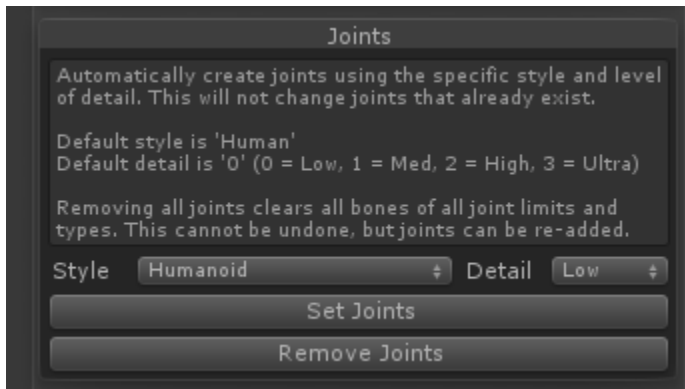 Joints
Automatically create joints using the specific style and level
of detail. This will not change joints that already exist.
Default style is 'Human'
Default detail is '0' (0 = Low, 1 = Med, 2 = High, 3 = Ultra)
Removing all joints clears all bones of all joint limits and
types. This cannot be undone, but joints can be re-added.
Style Humanoid Detail Low
Set Joints
Remove Joints